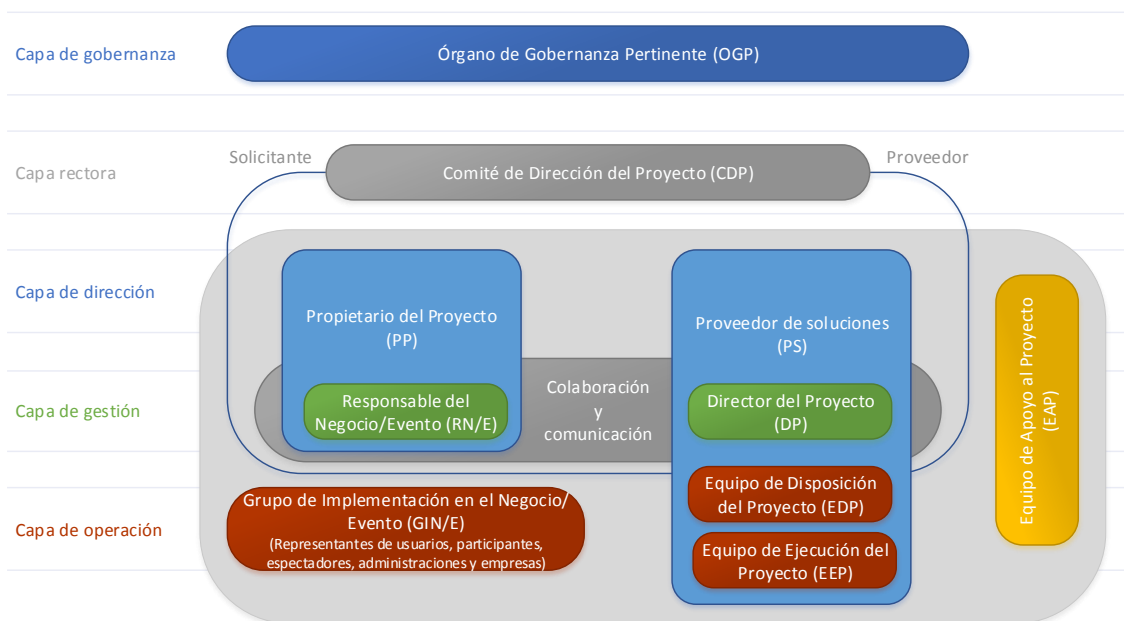 Capa de gobernanza
Órgano de Gobernanza Pertinente (OGP)
Solicitante
Proveedor
Capa rectora
Comité de Dirección del Proyecto (CDP)
Capa de dirección
Propietario del Proyecto
(PP)
Proveedor de soluciones
(PS)
Equipo de Apoyo al Proyecto
(EAP)
Capa de gestión
Responsable del
Negocio/Evento (RN/E)
Colaboración
y
comunicación
Director del Proyecto
(DP)
Capa de operación
Grupo de Implementación en el Negocio/
Evento (GIN/E)
(Representantes de usuarios, participantes,
espectadores, administraciones y empresas)
Equipo de Disposición
del Proyecto (EDP)
Equipo de Ejecución del
Proyecto (EEP)